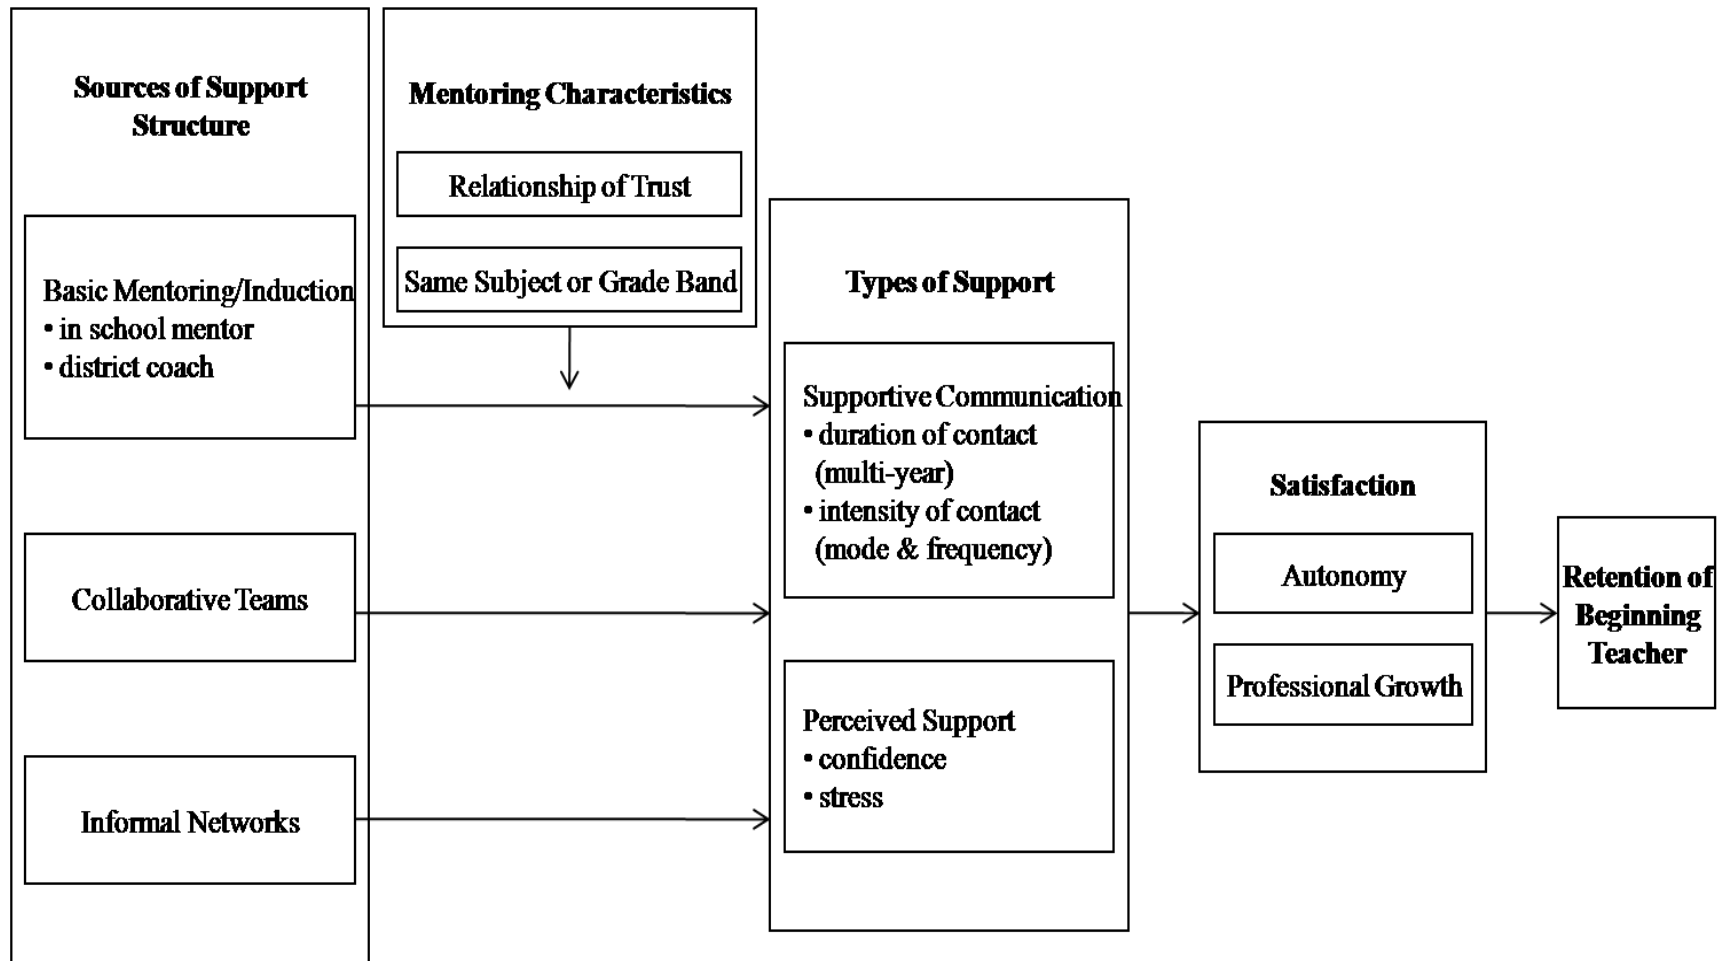 Sources of Support
Structure
Basic Mentoring/Induction
• in school mentor
• district coach
Collaborative Teams
Informal Networks
Mentoring Characteristics
Relationship of Trust
Same Subject or Grade Band
Types of Support
Supportive Communication
• duration of contact
(multi-year)
• intensity of contact
(mode & frequency)
Perceived Support
• confidence
• stress
Satisfaction
Autonomy
Professional Growth
Retention of
Beginning
Teacher